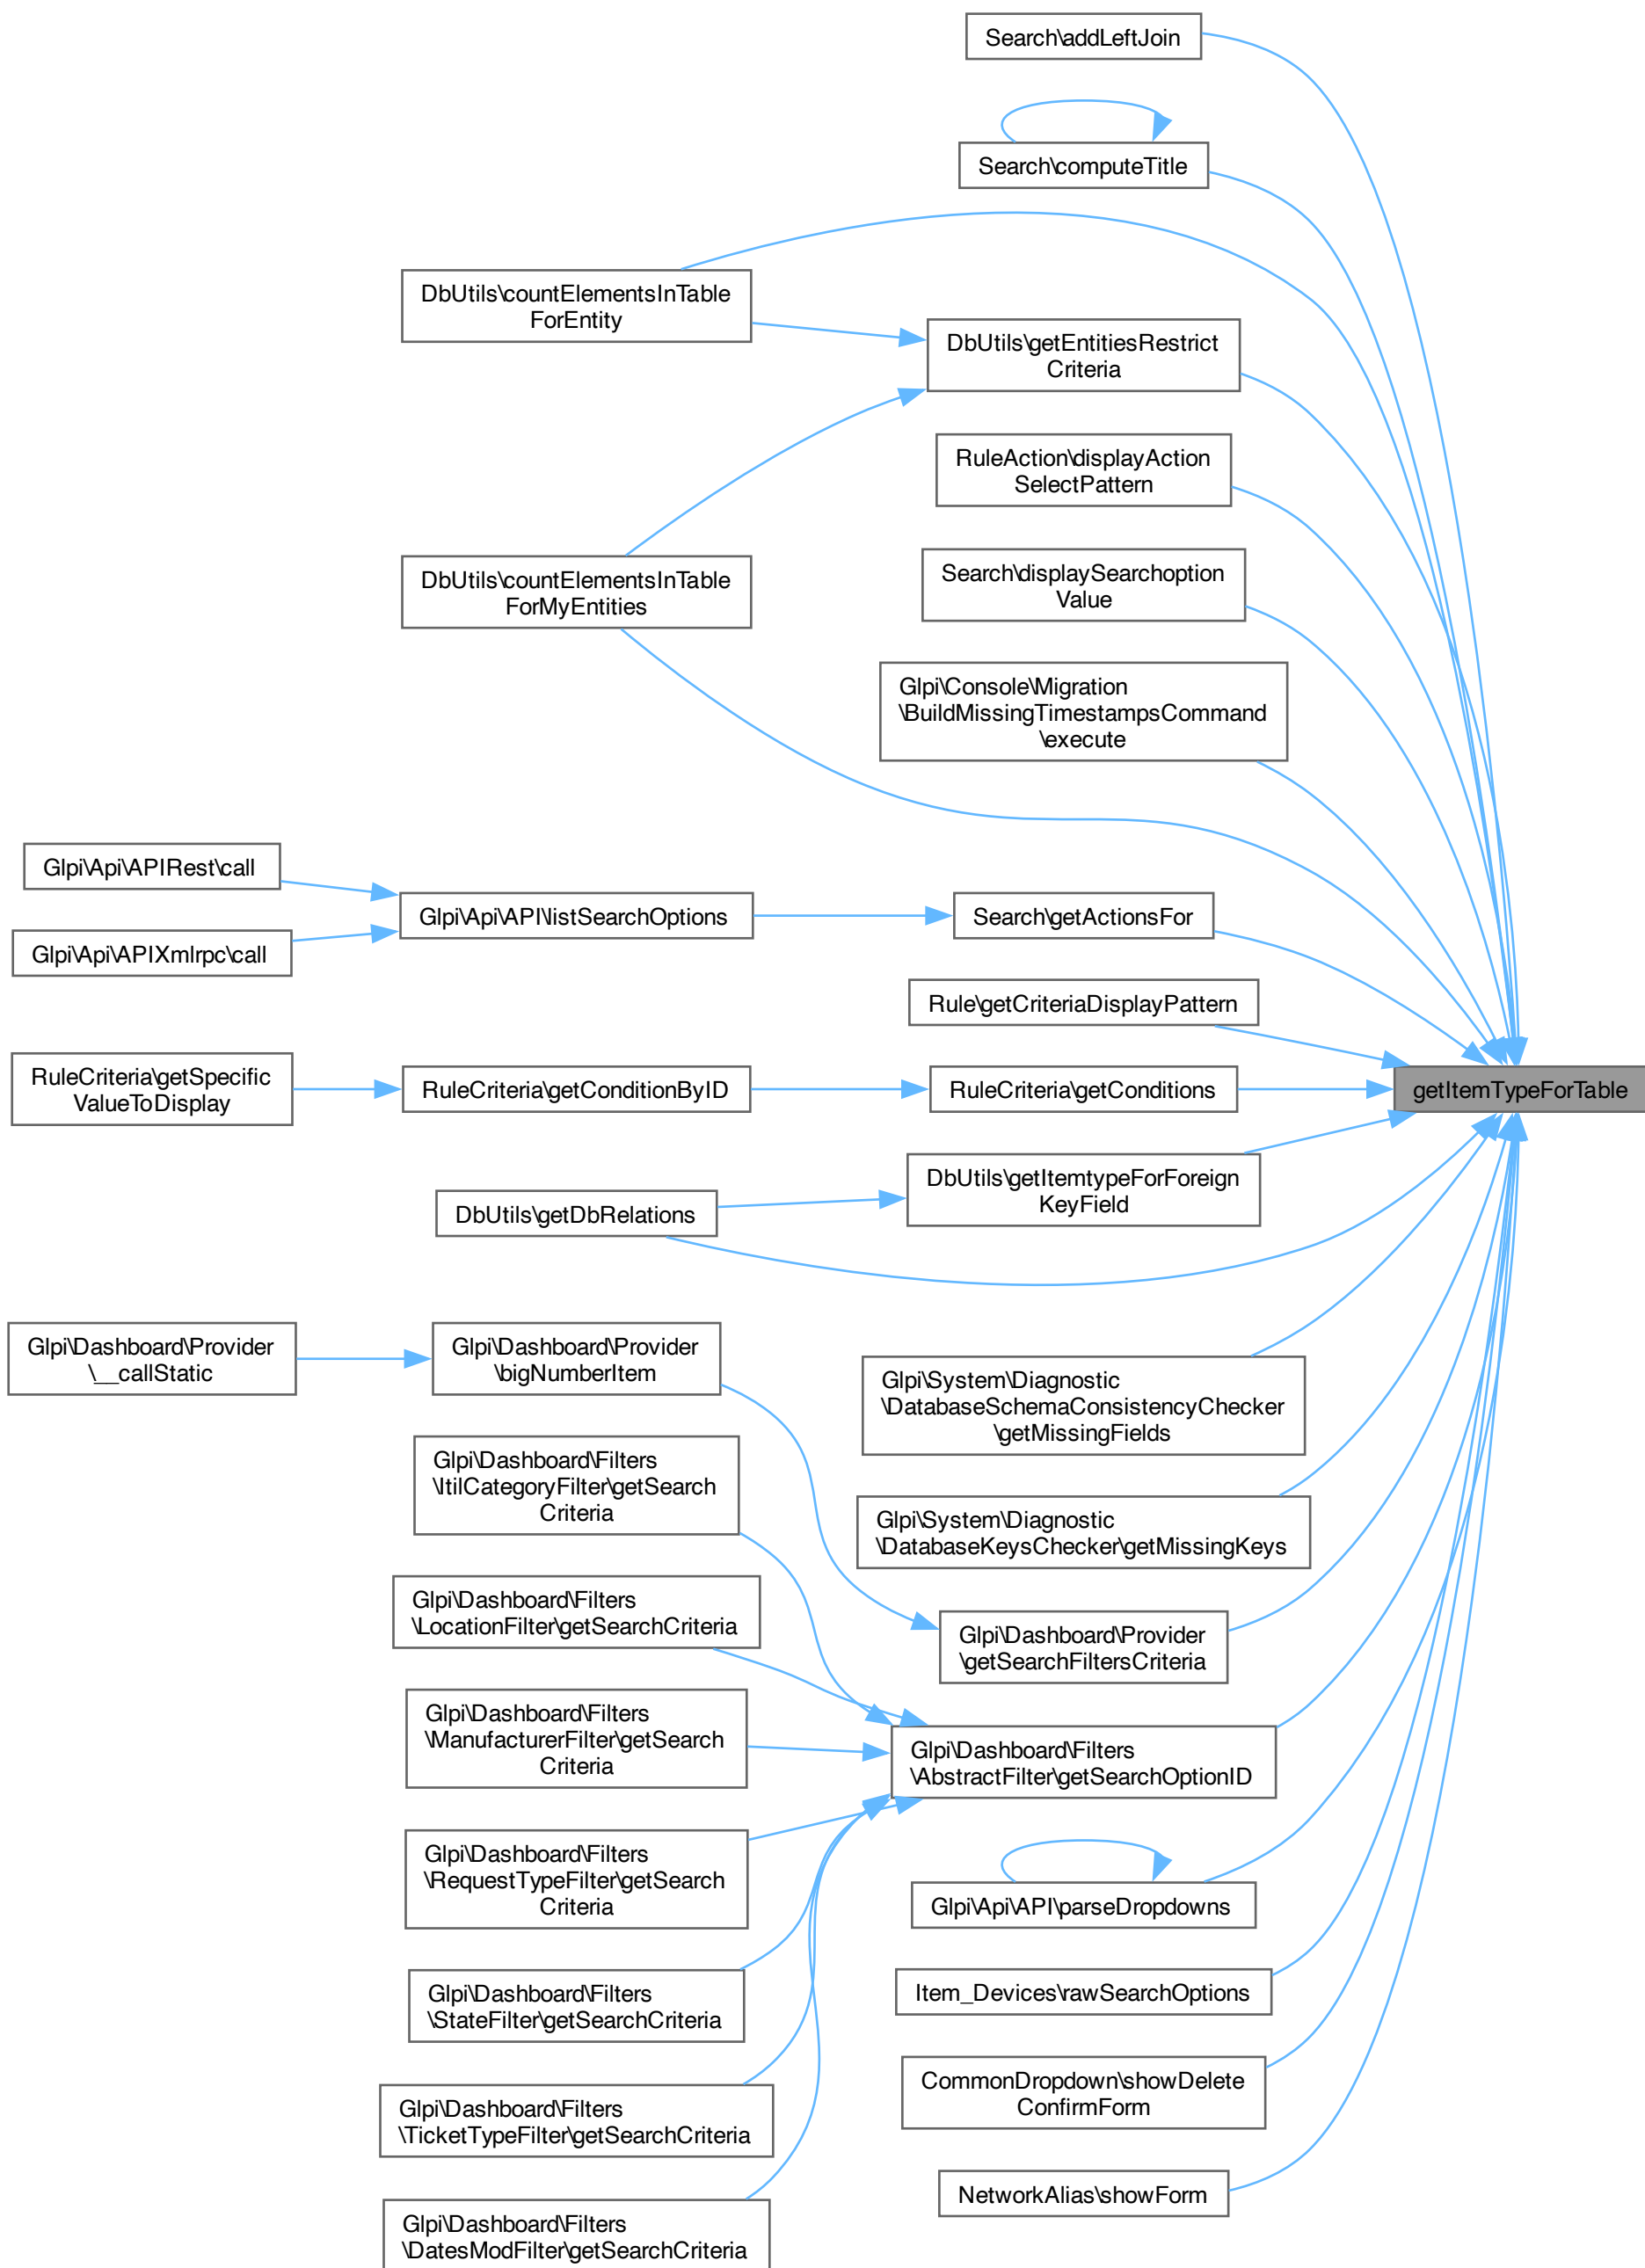 Search\addLeftJoin
Search\computeTitle
DbUtils\countElementsInTable
ForEntity
DbUtils\getEntitiesRestrict
Criteria
RuleAction\displayAction
SelectPattern
Search\displaySearchoption
Value
DbUtils\countElementsInTable
ForMyEntities
Glpi\Console\Migration
\BuildMissingTimestampsCommand
\execute
Glpi\Api\APIRest\call
Glpi\Api\APIXmlrpc\call
Glpi\Api\API\listSearchOptions
Search\getActionsFor
Rule\getCriteriaDisplayPattern
RuleCriteria\getSpecific
ValueToDisplay
RuleCriteria\getConditionByID
RuleCriteria\getConditions
getItemTypeForTable
DbUtils\getDbRelations
DbUtils\getItemtypeForForeign
KeyField
Glpi\Dashboard\Provider
\__callStatic
Glpi\Dashboard\Provider
\bigNumberItem
Glpi\System\Diagnostic
\DatabaseSchemaConsistencyChecker
\getMissingFields
Glpi\Dashboard\Filters
\ItilCategoryFilter\getSearch
Criteria
Glpi\System\Diagnostic
\DatabaseKeysChecker\getMissingKeys
Glpi\Dashboard\Filters
\LocationFilter\getSearchCriteria
Glpi\Dashboard\Provider
\getSearchFiltersCriteria
Glpi\Dashboard\Filters
\ManufacturerFilter\getSearch
Criteria
Glpi\Dashboard\Filters
\AbstractFilter\getSearchOptionID
Glpi\Dashboard\Filters
\RequestTypeFilter\getSearch
Criteria
Glpi\Api\API\parseDropdowns
Glpi\Dashboard\Filters
\StateFilter\getSearchCriteria
Item_Devices\rawSearchOptions
Glpi\Dashboard\Filters
\TicketTypeFilter\getSearchCriteria
CommonDropdown\showDelete
ConfirmForm
NetworkAlias\showForm
Glpi\Dashboard\Filters
\DatesModFilter\getSearchCriteria